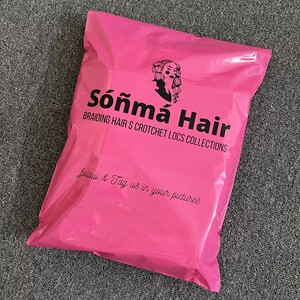 Sóñmá Hair
BRAIDING HAIR $ CROTCHET LOCS COLLECTIONS
follow & Tag us in your pictures